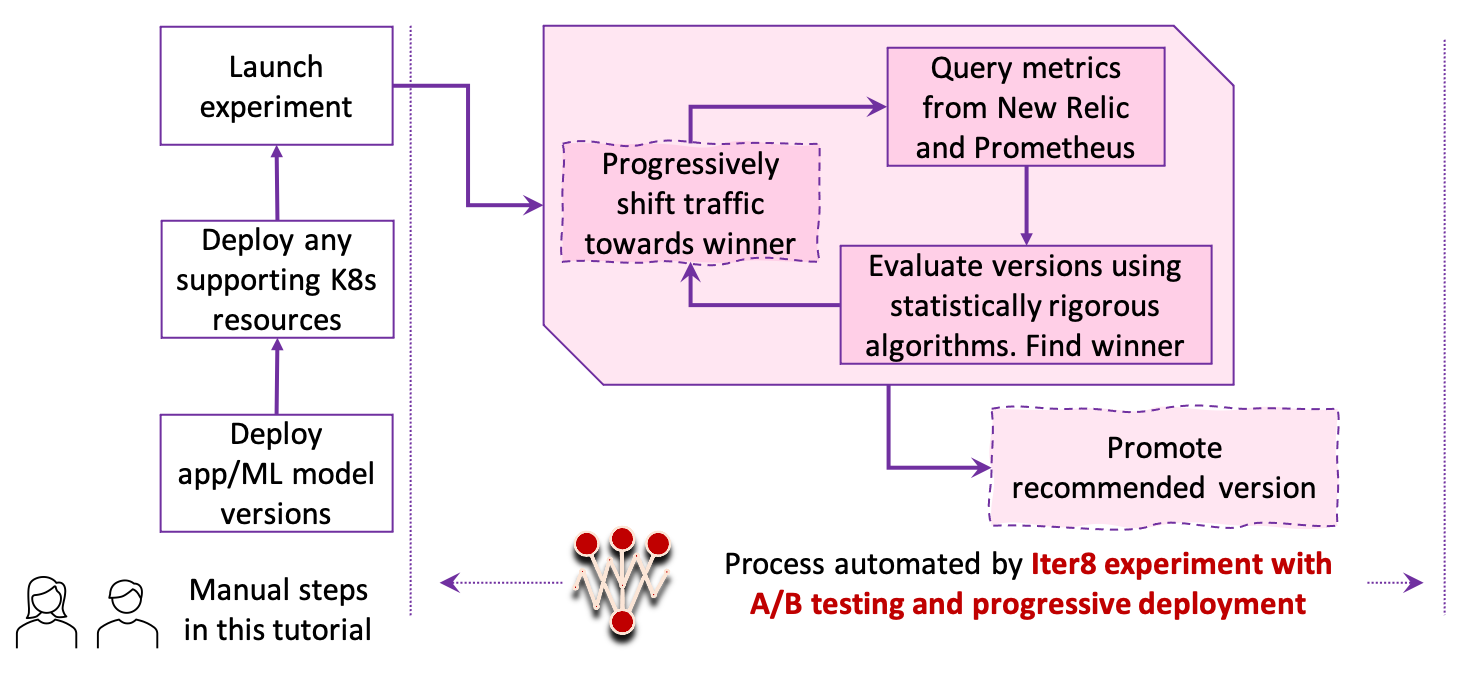 Launch
experiment
Deploy any
supporting K8s
resources
Deploy
app/ML model
versions
Manual steps
in this tutorial
Query metrics
from New Relic
and Prometheus
Progressively
shift traffic
towards winner
Evaluate versions using
statistically rigorous
algorithms. Find winner
Promote
recommended version
Process automated by Iter8 experiment with
A/B testing and progressive deployment